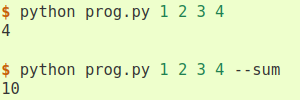 $ python prog.py 1 2 3 4
4
$ python prog.py 1 2 3 4 --sum
10